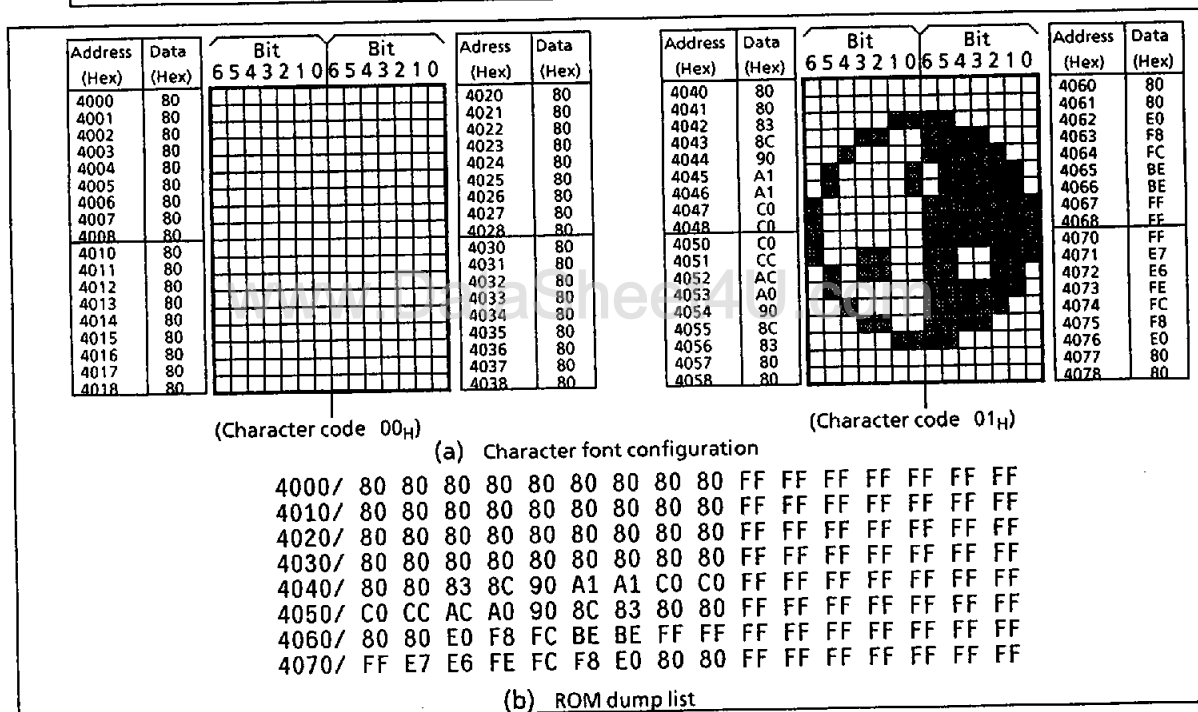 Address Data Bit Bit Adress Data Address Data Bit Bit Address Data
(Hex) (Hex) 6 5 4 3 2 1 0 6 5 4 3 2 1 0 (Hex) (Hex) (Hex) (Hex) 6 5 4 3 2 1 0 6 5 4 3 2 1 0 (Hex) (Hex)
4000 80 4020 80 4040 80 4060 80
4001 80 4021 80 4041 80 4061 80
4002 80 4022 80 4042 83 4062 E0
4003 80 4023 80 4043 8C 4063 F8
4004 80 4024 80 4044 90 4064 FC
4005 80 4025 80 4045 A1 4065 BE
4006 80 4026 80 4046 A1 4066 BE
4007 80 4027 80 4047 C0 4067 FF
4008 80 4028 80 4048 C0 4068 FF
4010 80 4030 80 4050 C0 4070 FF
4011 80 4031 80 4051 CC 4071 E7
4012 80 4032 80 4052 AC 4072 E6
4013 80 4033 80 4053 A0 4073 FE
4014 80 4034 80 4054 90 4074 FC
4015 80 4035 80 4055 8C 4075 F8
4016 80 4036 80 4056 83 4076 E0
4017 80 4037 80 4057 80 4077 80
4018 80 4038 80 4058 80 4078 80
www.DataSheet4U.com
(Character code 00H) (Character code 01H)
(a) Character font configuration
4000/ 80 80 80 80 80 80 80 80 80 FF FF FF FF FF FF FF
4010/ 80 80 80 80 80 80 80 80 80 FF FF FF FF FF FF FF
4020/ 80 80 80 80 80 80 80 80 80 FF FF FF FF FF FF FF
4030/ 80 80 80 80 80 80 80 80 80 FF FF FF FF FF FF FF
4040/ 80 80 83 8C 90 A1 A1 C0 C0 FF FF FF FF FF FF FF
4050/ C0 CC AC A0 90 8C 83 80 80 FF FF FF FF FF FF FF
4060/ 80 80 E0 F8 FC BE BE FF FF FF FF FF FF FF FF FF
4070/ FF E7 E6 FE FC F8 E0 80 80 FF FF FF FF FF FF FF
(b) ROM dump list